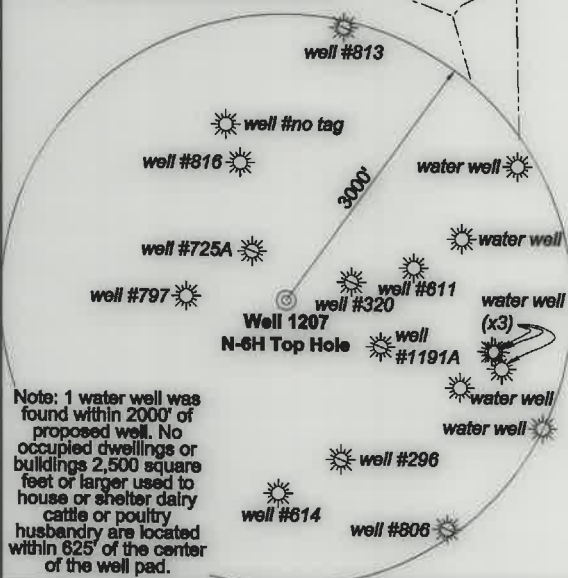 well #813
well #no tag
well #816
water well
3000'
water well
well #725A
well #611
well #320
well #797
water well
(x3)
Well 1207
N-6H Top Hole
well
#1191A
water well
water well
Note: 1 water well was
found within 2000' of
proposed well. No
occupied dwellings or
buildings 2,500 square
feet or larger used to
house or shelter dairy
cattle or poultry
husbandry are located
within 625' of the center
of the well pad.
well #296
well #614
well #806